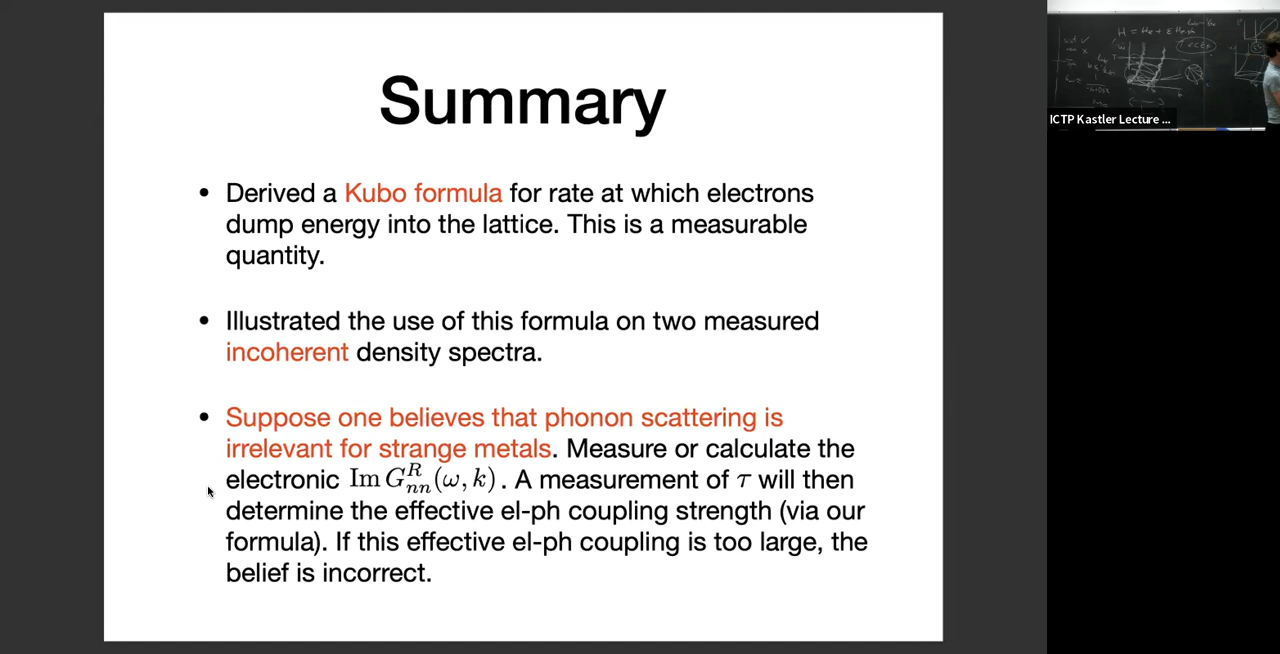 Summary
• Derived a Kubo formula for rate at which electrons
dump energy into the lattice. This is a measurable
quantity.
• Illustrated the use of this formula on two measured
incoherent density spectra.
• Suppose one believes that phonon scattering is
irrelevant for strange metals. Measure or calculate the
electronic Im G^R_{nn}(ω, k). A measurement of τ will then
determine the effective el-ph coupling strength (via our
formula). If this effective el-ph coupling is too large, the
belief is incorrect.
ICTP Kastler Lecture ...